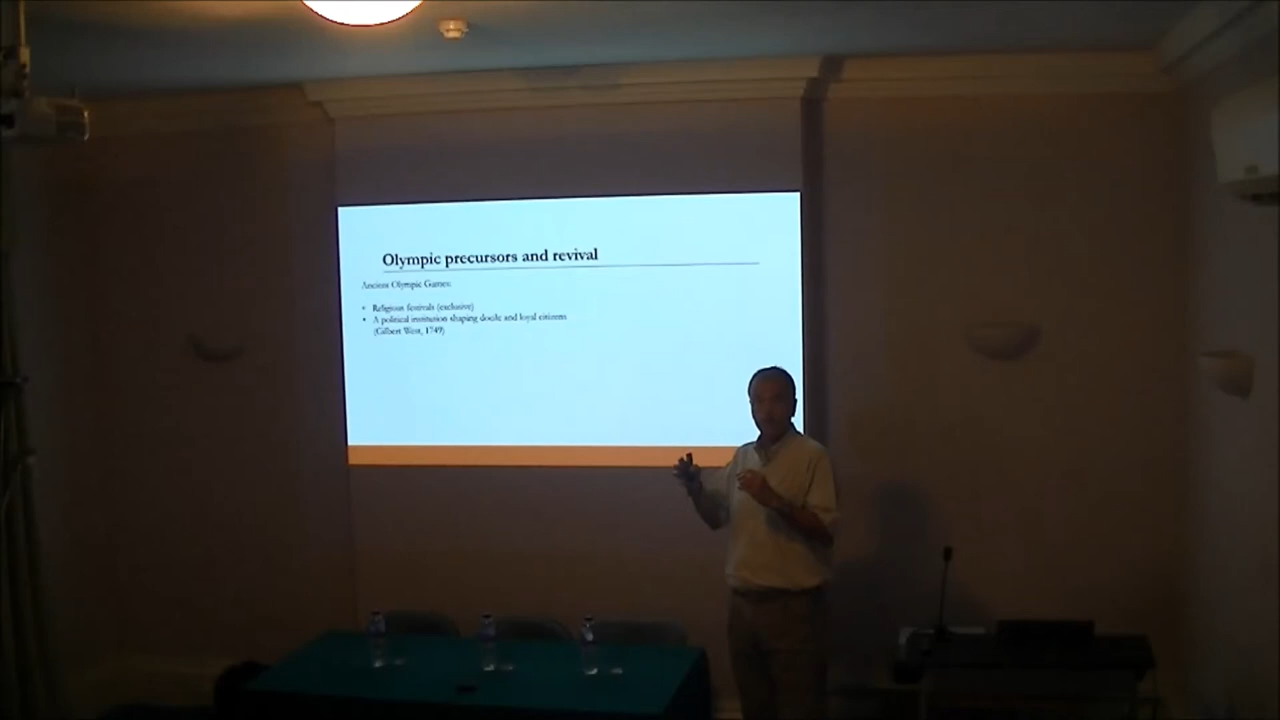 Olympic precursors and revival
Ancient Olympic Games:
• Religious festivals (exclusive)
• A political institution shaping docile and loyal citizens
(Gilbert West, 1749)